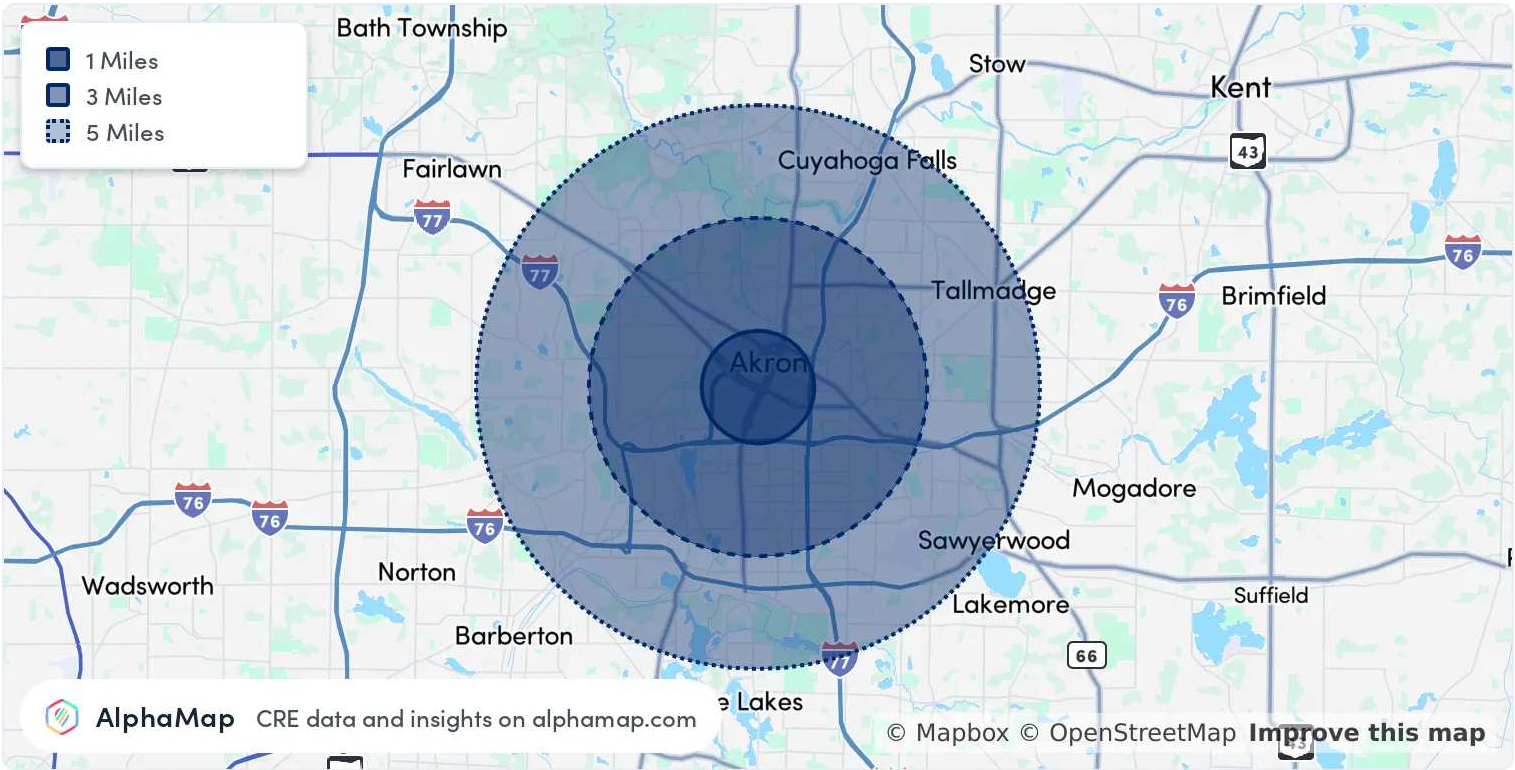 Bath Township
1 Miles
3 Miles
5 Miles
Stow
Kent
43
Cuyahoga Falls
Fairlawn
77
77
76
Tallmadge
76
Brimfield
Akron
76
76
76
Mogadore
Sawyerwood
Norton
Wadsworth
Suffield
Lakemore
Barberton
66
77
e Lakes
AlphaMap CRE data and insights on alphamap.com
© Mapbox © OpenStreetMap Improve this map
43